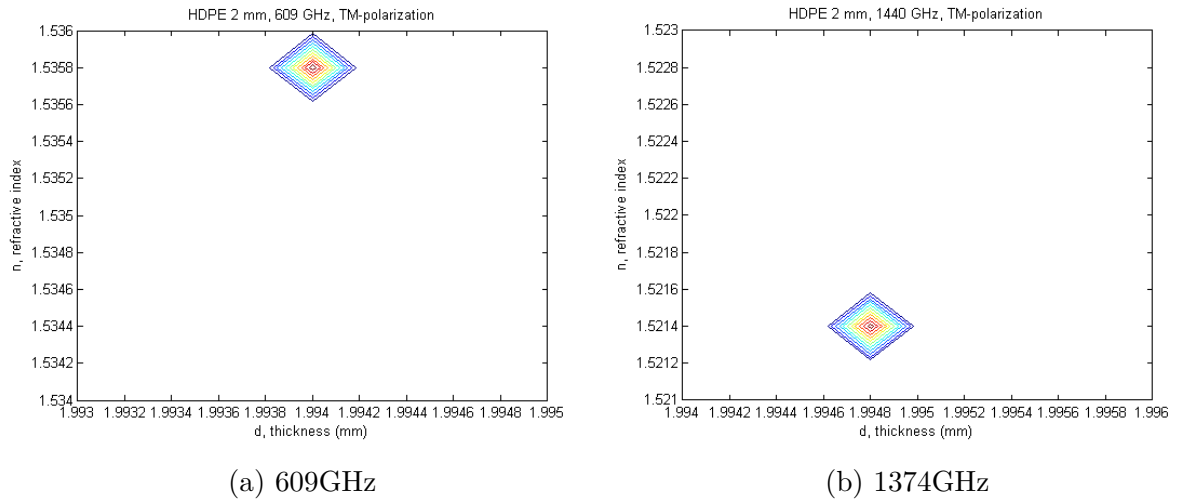 HDPE 2 mm, 609 GHz, TM-polarization
1.536
1.5358
1.5356
1.5354
1.5352
1.535
1.5348
1.5346
1.5344
1.5342
1.534
n, refractive index
1.993 1.9932 1.9934 1.9936 1.9938 1.994 1.9942 1.9944 1.9946 1.9948 1.995
d, thickness (mm)
(a) 609GHz
HDPE 2 mm, 1440 GHz, TM-polarization
1.523
1.5228
1.5226
1.5224
1.5222
1.522
1.5218
1.5216
1.5214
1.5212
1.521
n, refractive index
1.994 1.9942 1.9944 1.9946 1.9948 1.995 1.9952 1.9954 1.9956 1.9958 1.996
d, thickness (mm)
(b) 1374GHz